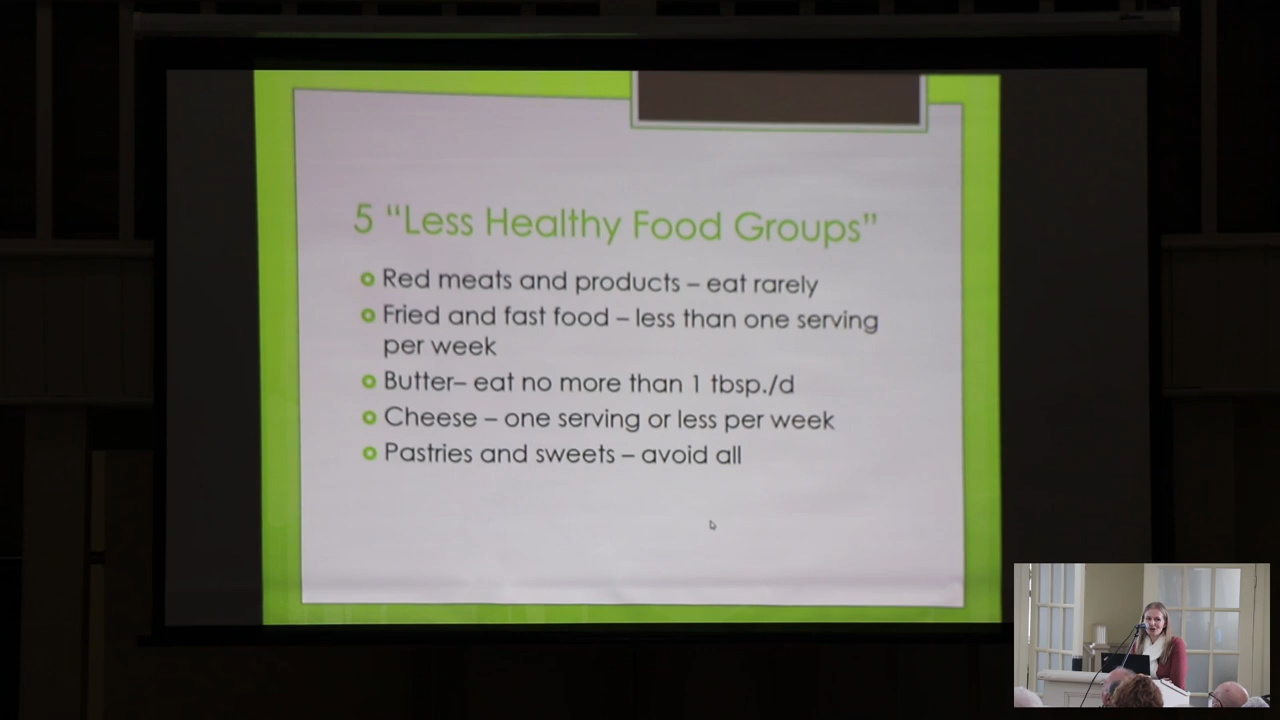 5 “Less Healthy Food Groups”
Red meats and products – eat rarely
Fried and fast food – less than one serving
per week
Butter– eat no more than 1 tbsp./d
Cheese – one serving or less per week
Pastries and sweets – avoid all